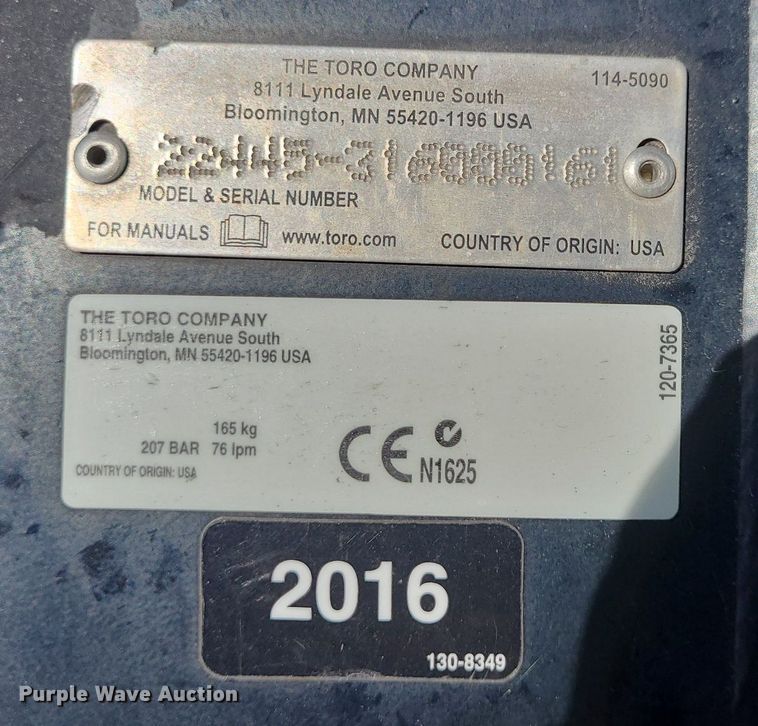 THE TORO COMPANY
8111 Lyndale Avenue South
Bloomington, MN 55420-1196 USA
114-5090
22445-316000161
MODEL & SERIAL NUMBER
FOR MANUALS www.toro.com COUNTRY OF ORIGIN: USA
THE TORO COMPANY
8111 Lyndale Avenue South
Bloomington, MN 55420-1196 USA
120-7365
165 kg
207 BAR 76 lpm
COUNTRY OF ORIGIN: USA
CE
N1625
2016
130-8349
Purple Wave Auction